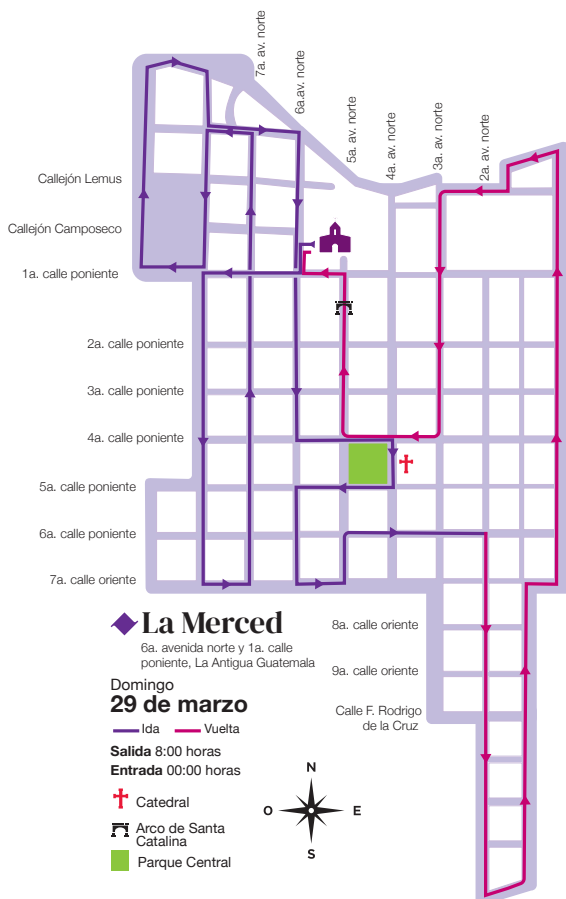 7a. av. norte
6a.av. norte
5a. av. norte
4a. av. norte
3a. av. norte
2a. av. norte
Callejón Lemus
Callejón Camposeco
1a. calle poniente
2a. calle poniente
3a. calle poniente
4a. calle poniente
5a. calle poniente
6a. calle poniente
7a. calle oriente
8a. calle oriente
9a. calle oriente
Calle F. Rodrigo
de la Cruz
La Merced
6a. avenida norte y 1a. calle
poniente, La Antigua Guatemala
Domingo
29 de marzo
Ida Vuelta
Salida 8:00 horas
Entrada 00:00 horas
Catedral
Arco de Santa
Catalina
Parque Central
N
O E
S